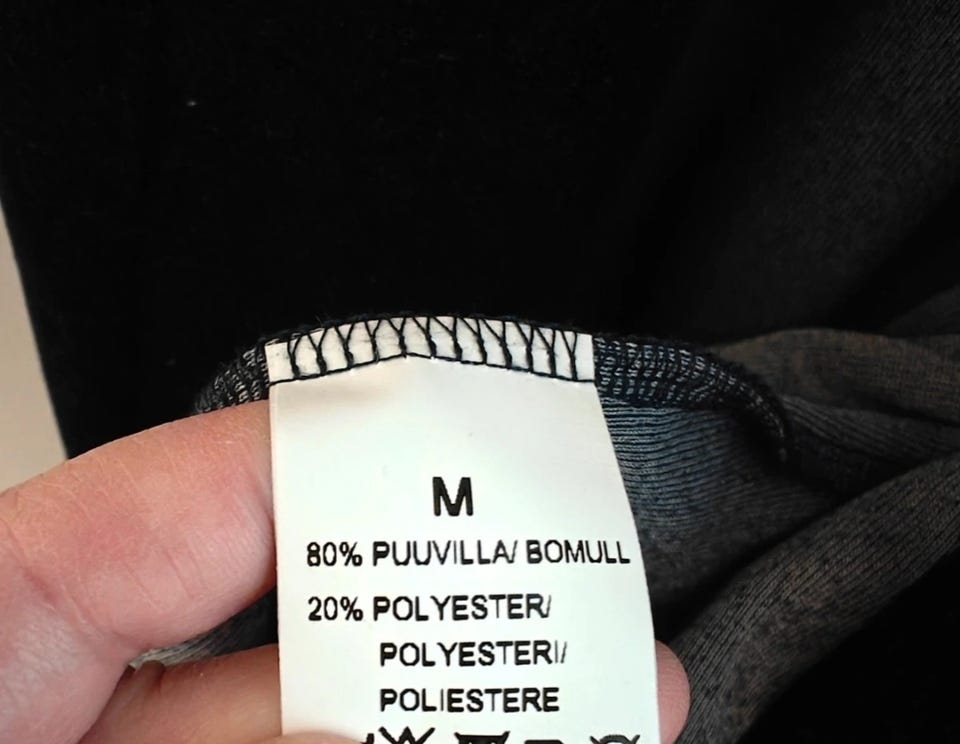 M
80% PUUVILLA/ BOMULL
20% POLYESTER/
POLYESTERI/
POLIESTERE